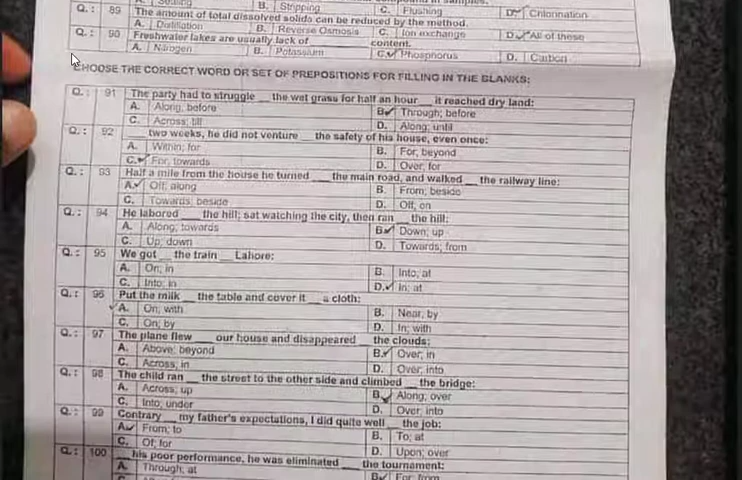 Q.: 89 A. Sealing B. Stripping C. Flushing D. Chlorination
The amount of total dissolved solids can be reduced by the method.
A. Distillation B. Reverse Osmosis C. Ion exchange D. All of these
Q.: 90 Freshwater lakes are usually lack of content.
A. Nitrogen B. Potassium C. Phosphorus D. Carbon
CHOOSE THE CORRECT WORD OR SET OF PREPOSITIONS FOR FILLING IN THE BLANKS:
Q.: 91 The party had to struggle __ the wet grass for half an hour __ it reached dry land:
A. Along; before B. Through; before
C. Across; till D. Along; until
Q.: 92 ___ two weeks, he did not venture __ the safety of his house, even once:
A. Within; for B. For; beyond
C. For, towards D. Over; for
Q.: 93 Half a mile from the house he turned ___ the main road, and walked __ the railway line:
A. Off; along B. From; beside
C. Towards; beside D. Off; on
Q.: 94 He labored ___ the hill; sat watching the city, then ran __ the hill:
A. Along; towards B. Down; up
C. Up; down D. Towards; from
Q.: 95 We got __ the train __ Lahore:
A. On; in B. Into; at
C. Into; in D. In; at
Q.: 96 Put the milk __ the table and cover it __ a cloth:
A. On; with B. Near; by
C. On; by D. In; with
Q.: 97 The plane flew ___ our house and disappeared __ the clouds:
A. Above; beyond B. Over; in
C. Across; in D. Over; into
Q.: 98 The child ran __ the street to the other side and climbed __ the bridge:
A. Across; up B. Along; over
C. Into; under D. Over; into
Q.: 99 Contrary __ my father's expectations, I did quite well __ the job:
A. From; to B. To; at
C. Of; for D. Upon; over
Q.: 100 __ his poor performance, he was eliminated ___ the tournament:
A. Through; at B. For; from